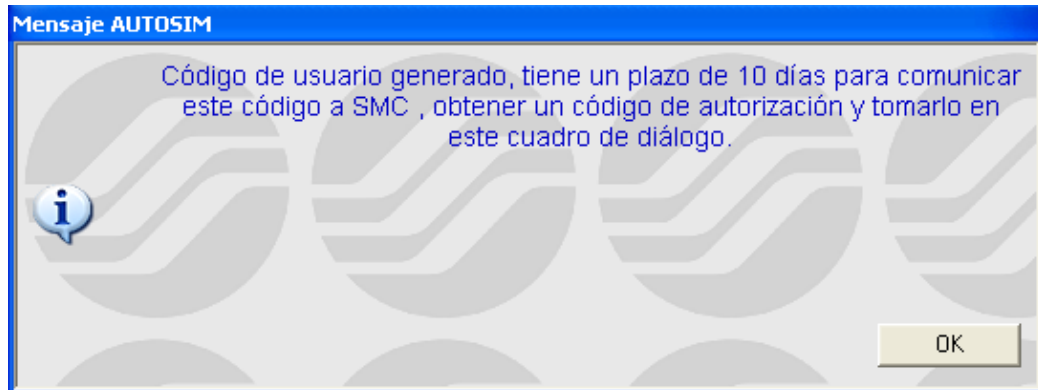 Mensaje AUTOSIM
Código de usuario generado, tiene un plazo de 10 días para comunicar
este código a SMC , obtener un código de autorización y tomarlo en
este cuadro de diálogo.
OK